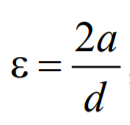 ε = 2a / d